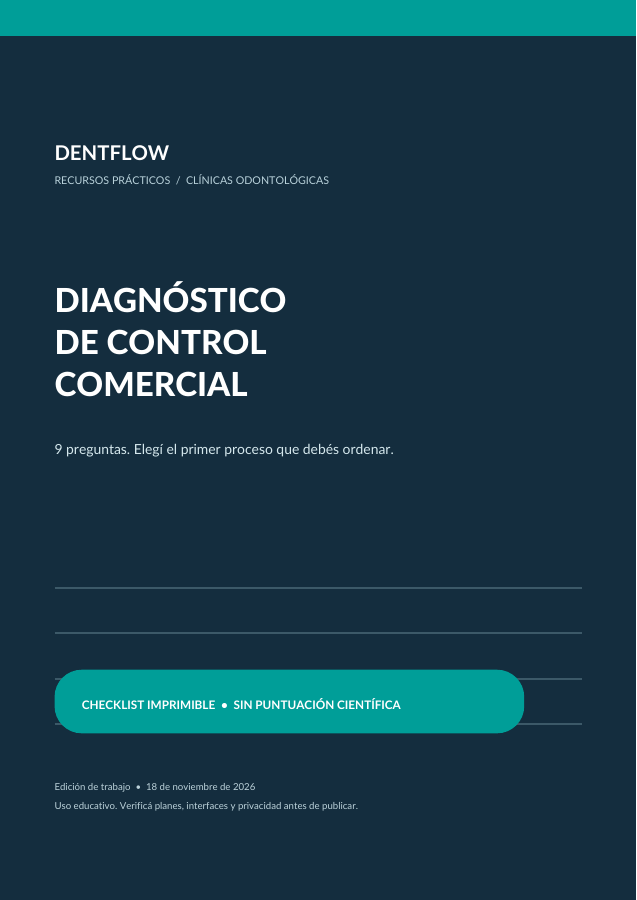 DENTFLOW
RECURSOS PRÁCTICOS / CLÍNICAS ODONTOLÓGICAS
DIAGNÓSTICO
DE CONTROL
COMERCIAL
9 preguntas. Elegí el primer proceso que debés ordenar.
CHECKLIST IMPRIMIBLE • SIN PUNTUACIÓN CIENTÍFICA
Edición de trabajo • 18 de noviembre de 2026
Uso educativo. Verificá planes, interfaces y privacidad antes de publicar.